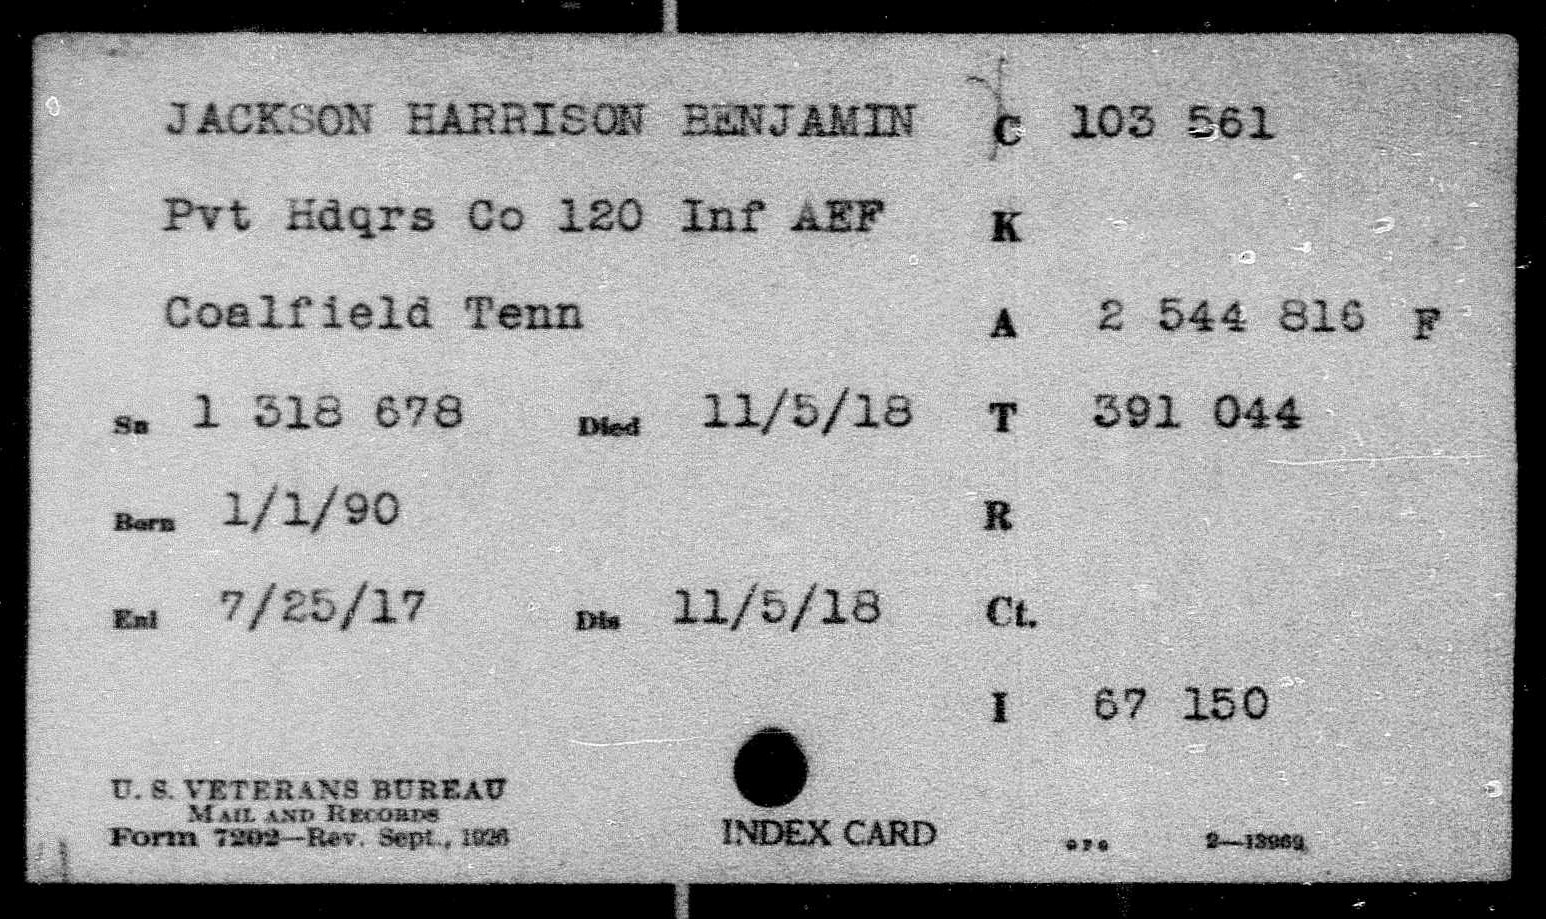 JACKSON HARRISON BENJAMIN C 103 561
Pvt Hdqrs Co 120 Inf AEF K
Coalfield Tenn A 2 544 816 F
Sn 1 318 678 Died 11/5/18 T 391 044
Born 1/1/90 R
Enl 7/25/17 Dis 11/5/18 Ct.
I 67 150
U. S. VETERANS BUREAU
MAIL AND RECORDS
Form 7202—Rev. Sept., 1926
INDEX CARD
2—13969